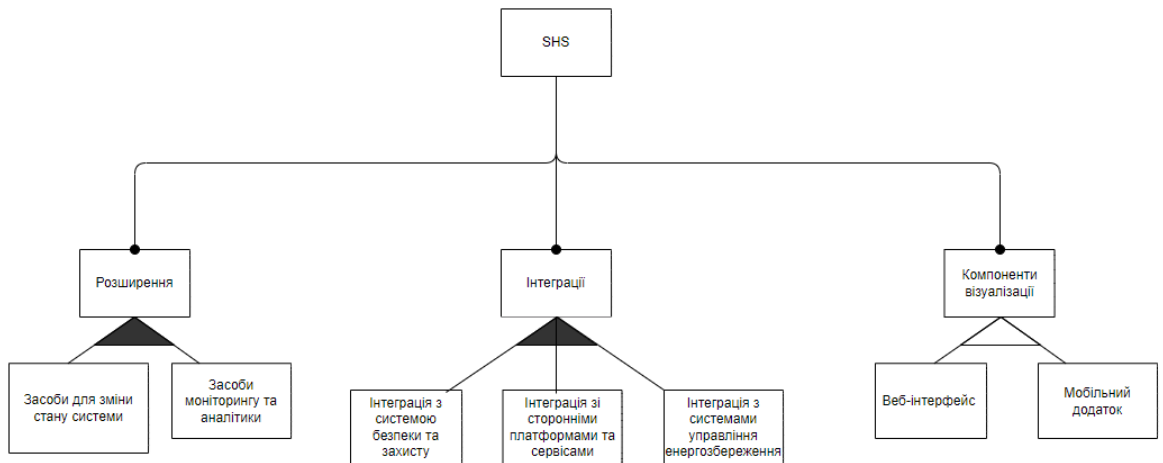 SHS
Розширення
Інтеграції
Компоненти
візуалізації
Засоби для зміни
стану системи
Засоби
моніторингу та
аналітики
Інтеграція з
системою
безпеки та
захисту
Інтеграція зі
сторонніми
платформами та
сервісами
Інтеграція з
системами
управління
енергозбереження
Веб-інтерфейс
Мобільний
додаток